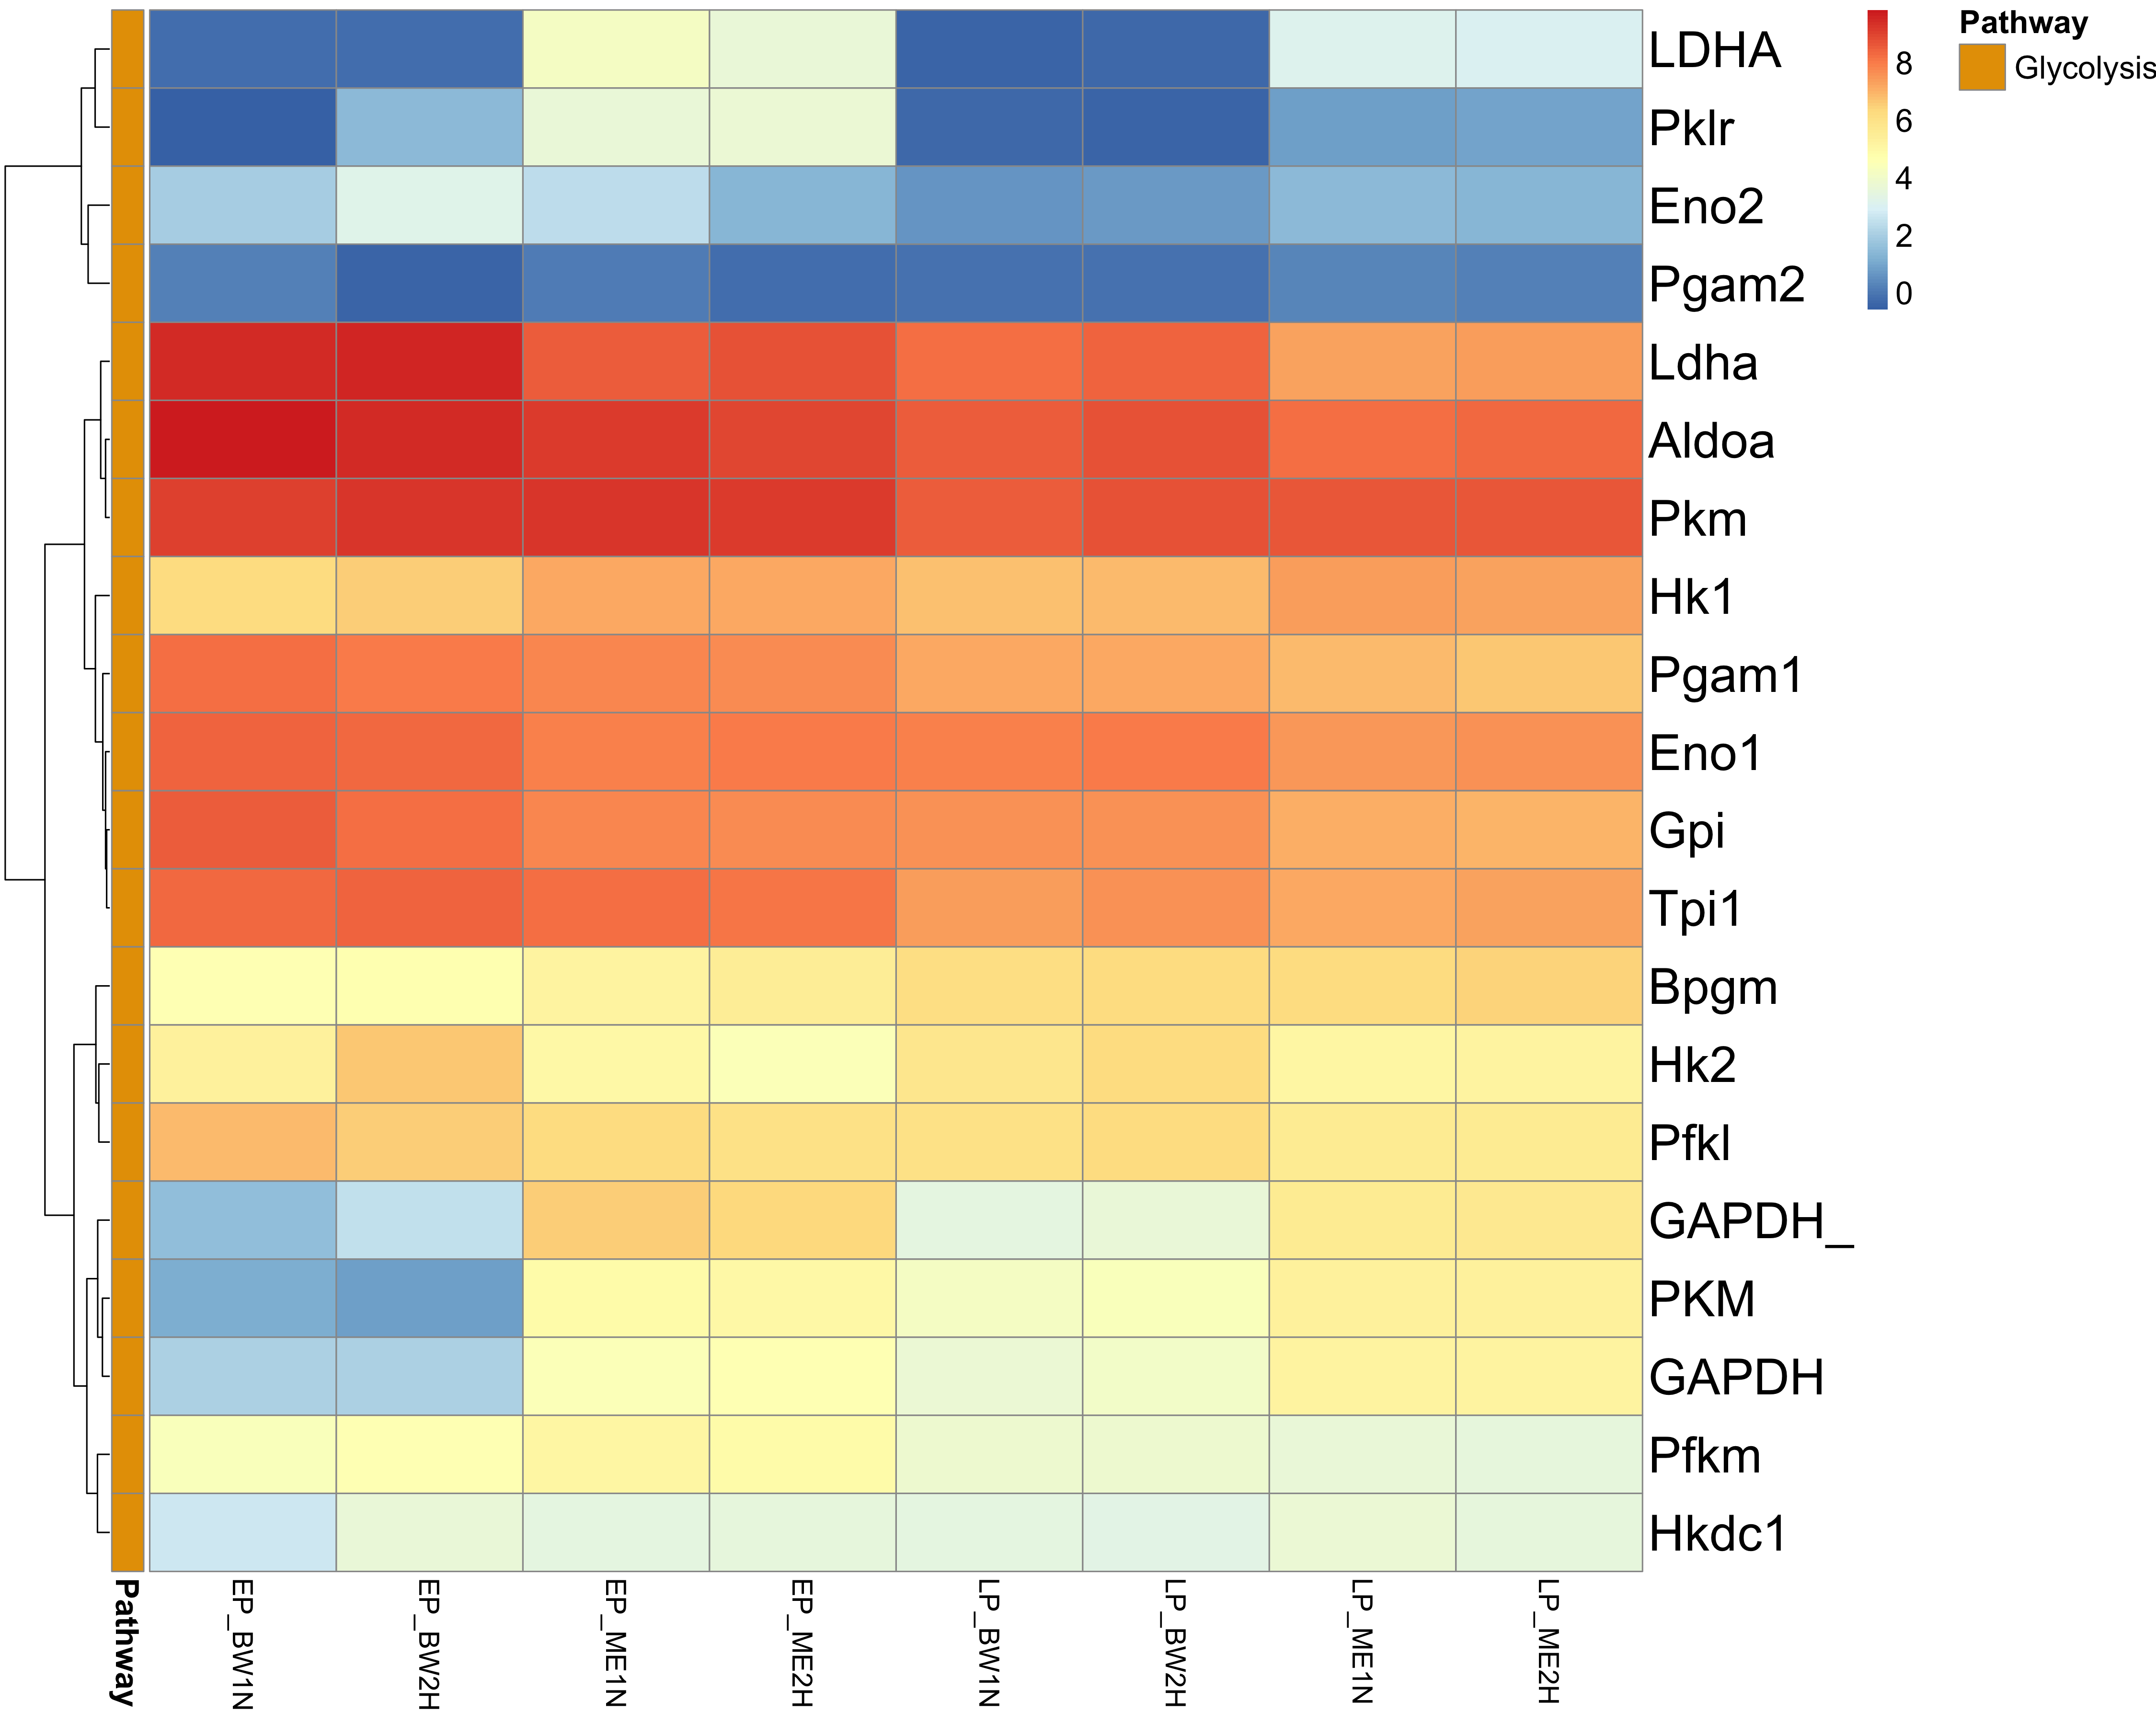 LDHA
Pklr
Eno2
Pgam2
Ldha
Aldoa
Pkm
Hk1
Pgam1
Eno1
Gpi
Tpi1
Bpgm
Hk2
Pfkl
GAPDH_
PKM
GAPDH
Pfkm
Hkdc1
8
6
4
2
0
Pathway
Glycolysis
Pathway
EP_BW1N
EP_BW2H
EP_ME1N
EP_ME2H
LP_BW1N
LP_BW2H
LP_ME1N
LP_ME2H